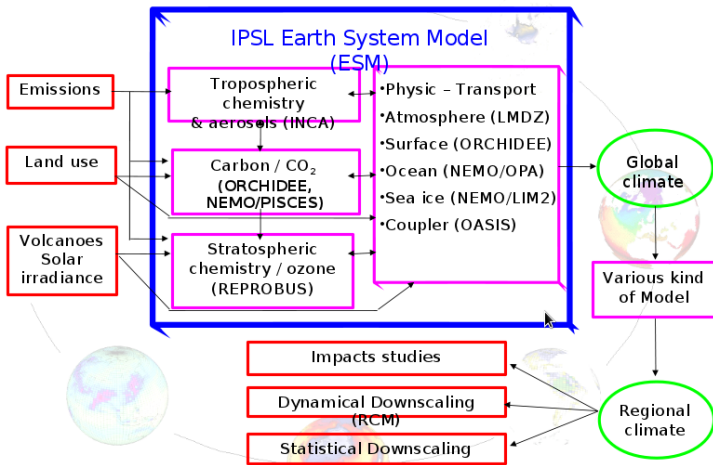 IPSL Earth System Model
(ESM)
Emissions
Land use
Volcanoes
Solar
irradiance
Tropospheric
chemistry
& aerosols (INCA)
Carbon / CO₂
(ORCHIDEE,
NEMO/PISCES)
Stratospheric
chemistry / ozone
(REPROBUS)
•Physic – Transport
•Atmosphere (LMDZ)
•Surface (ORCHIDEE)
•Ocean (NEMO/OPA)
•Sea ice (NEMO/LIM2)
•Coupler (OASIS)
Global
climate
Various kind
of Model
Regional
climate
Impacts studies
Dynamical Downscaling
(RCM)
Statistical Downscaling